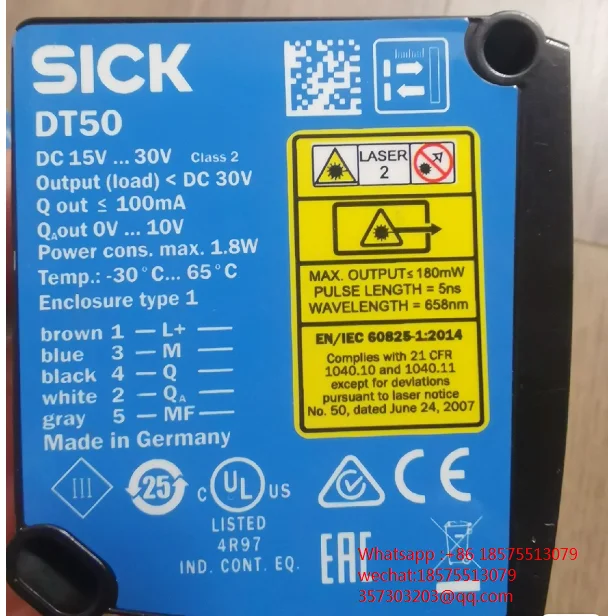 SICK
DT50
DC 15V ... 30V Class 2
Output (load) < DC 30V
Q out ≤ 100mA
QAout 0V ... 10V
Power cons. max. 1.8W
Temp.: -30°C... 65°C
Enclosure type 1
brown 1 — L+ —
blue 3 — M —
black 4 — Q —
white 2 — QA —
gray 5 — MF —
Made in Germany
LASER
2
MAX. OUTPUT≤ 180mW
PULSE LENGTH = 5ns
WAVELENGTH = 658nm
EN/IEC 60825-1:2014
Complies with 21 CFR
1040.10 and 1040.11
except for deviations
pursuant to laser notice
No. 50, dated June 24, 2007
III
25
C UL US
LISTED
4R97
IND. CONT. EQ.
CE
EAC
Whatsapp :+86 18575513079
wechat:18575513079
357303203@qq.com